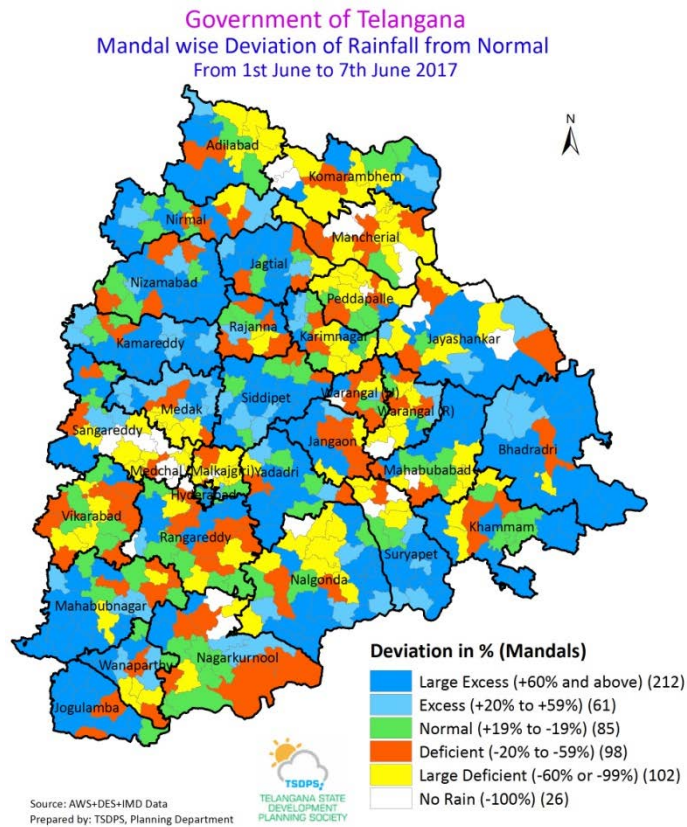 Government of Telangana
Mandal wise Deviation of Rainfall from Normal
From 1st June to 7th June 2017
N
Adilabad
Komarambhem
Nirmal
Mancherial
Jagtial
Nizamabad
Peddapalle
Rajanna
Karimnagar
Jayashankar
Kamareddy
Warangal (U)
Medak
Siddipet
Warangal (R)
Sangareddy
Jangaon
Bhadradri
Medchal (Malkajgiri)
Yadadri
Mahabubabad
Hyderabad
Vikarabad
Khammam
Rangareddy
Suryapet
Nalgonda
Mahabubnagar
Nagarkurnool
Wanaparthy
Jogulamba
Deviation in % (Mandals)
Large Excess (+60% and above) (212)
Excess (+20% to +59%) (61)
Normal (+19% to -19%) (85)
Deficient (-20% to -59%) (98)
Large Deficient (-60% or -99%) (102)
No Rain (-100%) (26)
TSDPS
TELANGANA STATE
DEVELOPMENT
PLANNING SOCIETY
Source: AWS+DES+IMD Data
Prepared by: TSDPS, Planning Department